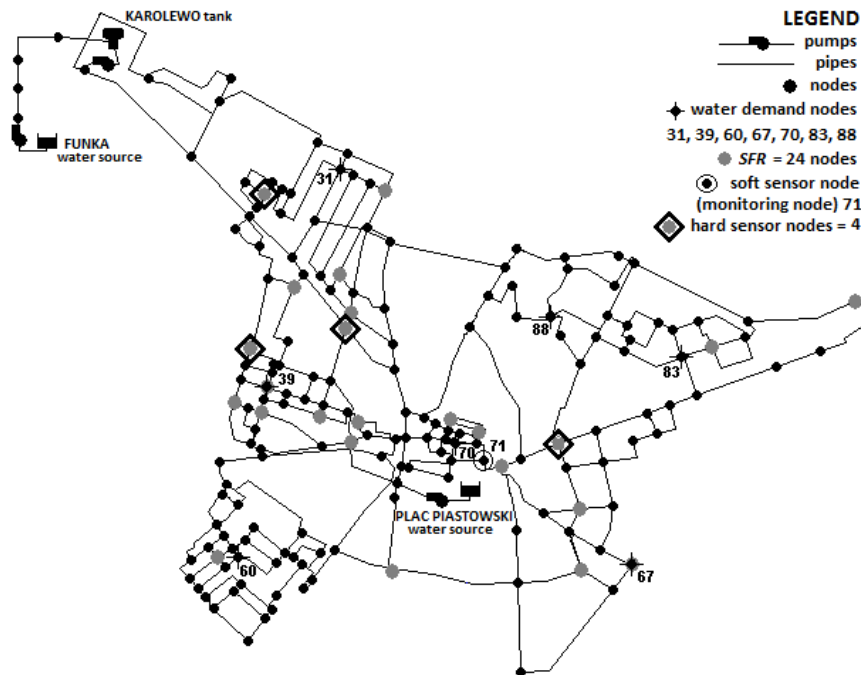 KAROLEWO tank
FUNKA
water source
LEGEND
pumps
pipes
nodes
water demand nodes
31, 39, 60, 67, 70, 83, 88
SFR = 24 nodes
soft sensor node
(monitoring node) 71
hard sensor nodes = 4
31
88
83
39
71
70
PLAC PIASTOWSKI
water source
60
67